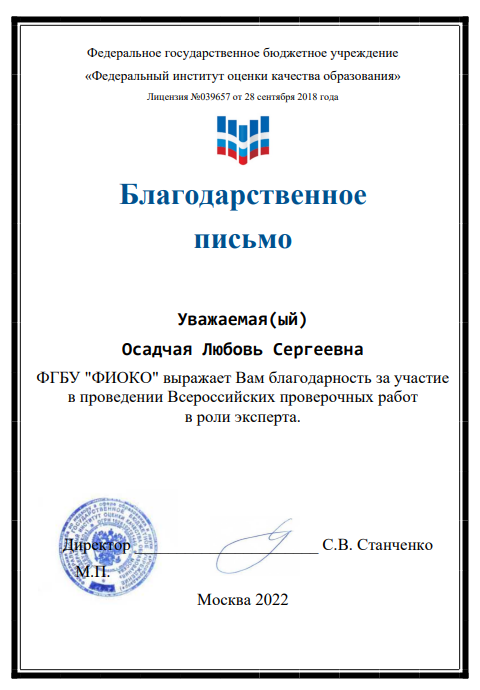 Федеральное государственное бюджетное учреждение
«Федеральный институт оценки качества образования»
Лицензия №039657 от 28 сентября 2018 года
Благодарственное
письмо
Уважаемая(ый)
Осадчая Любовь Сергеевна
ФГБУ "ФИОКО" выражает Вам благодарность за участие
в проведении Всероссийских проверочных работ
в роли эксперта.
Директор С.В. Станченко
М.П.
Москва 2022